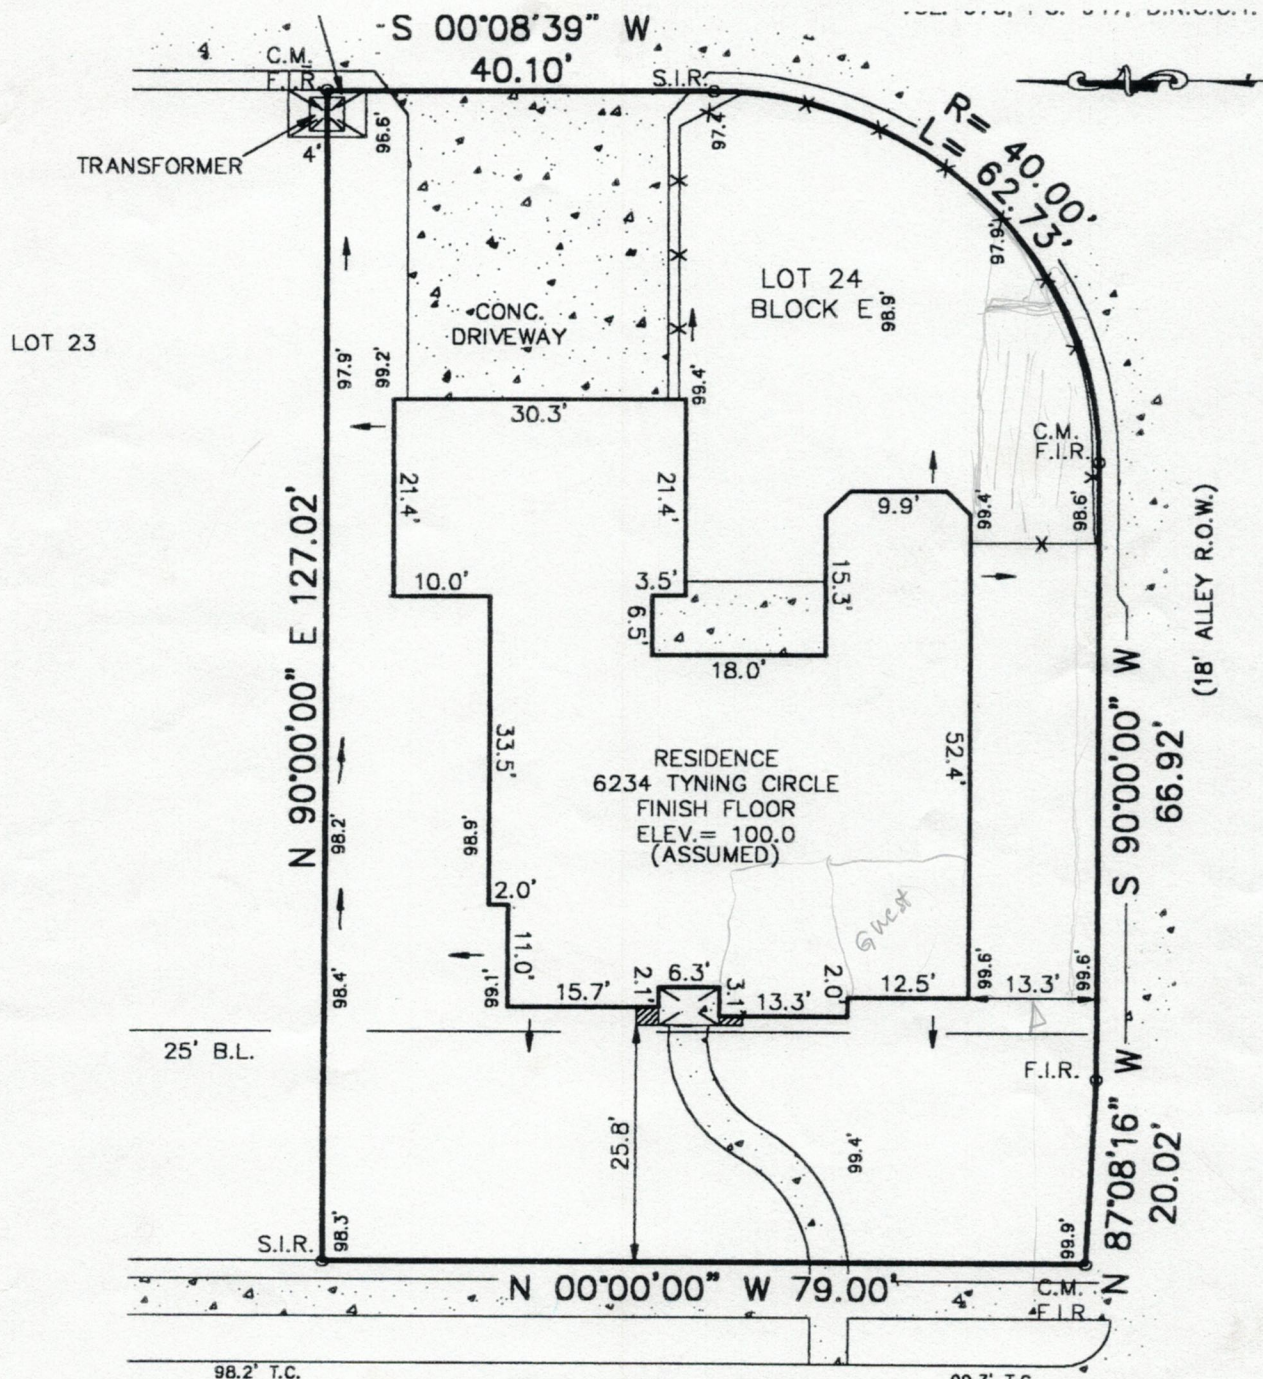 S 00°08'39" W
40.10'
C.M.
F.I.R.
S.I.R.
R= 40.00'
L= 62.73'
TRANSFORMER
4'
96.6'
97.4'
97.6'
LOT 24
BLOCK E
98.9'
CONC.
DRIVEWAY
LOT 23
97.9'
99.2'
99.4'
30.3'
C.M.
F.I.R.
21.4'
21.4'
9.9'
99.4'
98.6'
(18' ALLEY R.O.W.)
N 90°00'00" E 127.02'
10.0'
3.5'
6.5'
15.3'
18.0'
33.5'
52.4'
S 90°00'00" W
66.92'
RESIDENCE
6234 TYNING CIRCLE
FINISH FLOOR
ELEV.= 100.0
(ASSUMED)
98.2'
98.9'
2.0'
Guest
11.0'
98.4'
99.1'
15.7'
2.1'
6.3'
3.1'
13.3'
2.0'
12.5'
99.6'
13.3'
99.6'
25' B.L.
F.I.R.
25.8'
99.4'
N 87°08'16" W
20.02'
S.I.R.
98.3'
99.9'
N 00°00'00" W 79.00'
C.M.
F.I.R.
98.2' T.C.